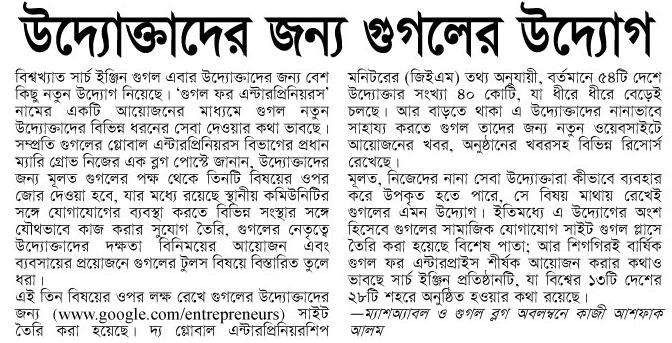 উদ্যোক্তাদের জন্য গুগলের উদ্যোগ
বিশ্বখ্যাত সার্চ ইঞ্জিন গুগল এবার উদ্যোক্তাদের জন্য বেশ
কিছু নতুন উদ্যোগ নিয়েছে। ‘গুগল ফর এন্টারপ্রিনিয়রস’
নামের একটি আয়োজনের মাধ্যমে গুগল নতুন
উদ্যোক্তাদের বিভিন্ন ধরনের সেবা দেওয়ার কথা ভাবছে।
সম্প্রতি গুগলের গ্লোবাল এন্টারপ্রিনিয়রস বিভাগের প্রধান
ম্যারি গ্রোভ নিজের এক ব্লগ পোস্টে জানান, উদ্যোক্তাদের
জন্য মূলত গুগলের পক্ষ থেকে তিনটি বিষয়ের ওপর
জোর দেওয়া হবে, যার মধ্যে রয়েছে স্থানীয় কমিউনিটির
সঙ্গে যোগাযোগের ব্যবস্থা করতে বিভিন্ন সংস্থার সঙ্গে
যৌথভাবে কাজ করার সুযোগ তৈরি, গুগলের নেতৃত্বে
উদ্যোক্তাদের দক্ষতা বিনিময়ের আয়োজন এবং
ব্যবসায়ের প্রয়োজনে গুগলের টুলস বিষয়ে বিস্তারিত তুলে
ধরা।
এই তিন বিষয়ের ওপর লক্ষ রেখে গুগলের উদ্যোক্তাদের
জন্য (www.google.com/entrepreneurs) সাইট
তৈরি করা হয়েছে। দ্য গ্লোবাল এন্টারপ্রিনিয়রশিপ
মনিটরের (জিইএম) তথ্য অনুযায়ী, বর্তমানে ৫৪টি দেশে
উদ্যোক্তার সংখ্যা ৪০ কোটি, যা ধীরে ধীরে বেড়েই
চলছে। আর বাড়তে থাকা এ উদ্যোক্তাদের নানাভাবে
সাহায্য করতে গুগল তাদের জন্য নতুন ওয়েবসাইটে
আয়োজনের খবর, অনুষ্ঠানের খবরসহ বিভিন্ন রিসোর্স
রেখেছে।
মূলত, নিজেদের নানা সেবা উদ্যোক্তারা কীভাবে ব্যবহার
করে উপকৃত হতে পারে, সে বিষয় মাথায় রেখেই
গুগলের এমন উদ্যোগ। ইতিমধ্যে এ উদ্যোগের অংশ
হিসেবে গুগলের সামাজিক যোগাযোগ সাইট গুগল প্লাসে
তৈরি করা হয়েছে বিশেষ পাতা; আর শিগগিরই বার্ষিক
গুগল ফর এন্টারপ্রাইস শীর্ষক আয়োজন করার কথাও
ভাবছে সার্চ ইঞ্জিন প্রতিষ্ঠানটি, যা বিশ্বের ১৩টি দেশের
২৮টি শহরে অনুষ্ঠিত হওয়ার কথা রয়েছে।
—ম্যাশঅ্যাবল ও গুগল ব্লগ অবলম্বনে কাজী আশফাক
আলম